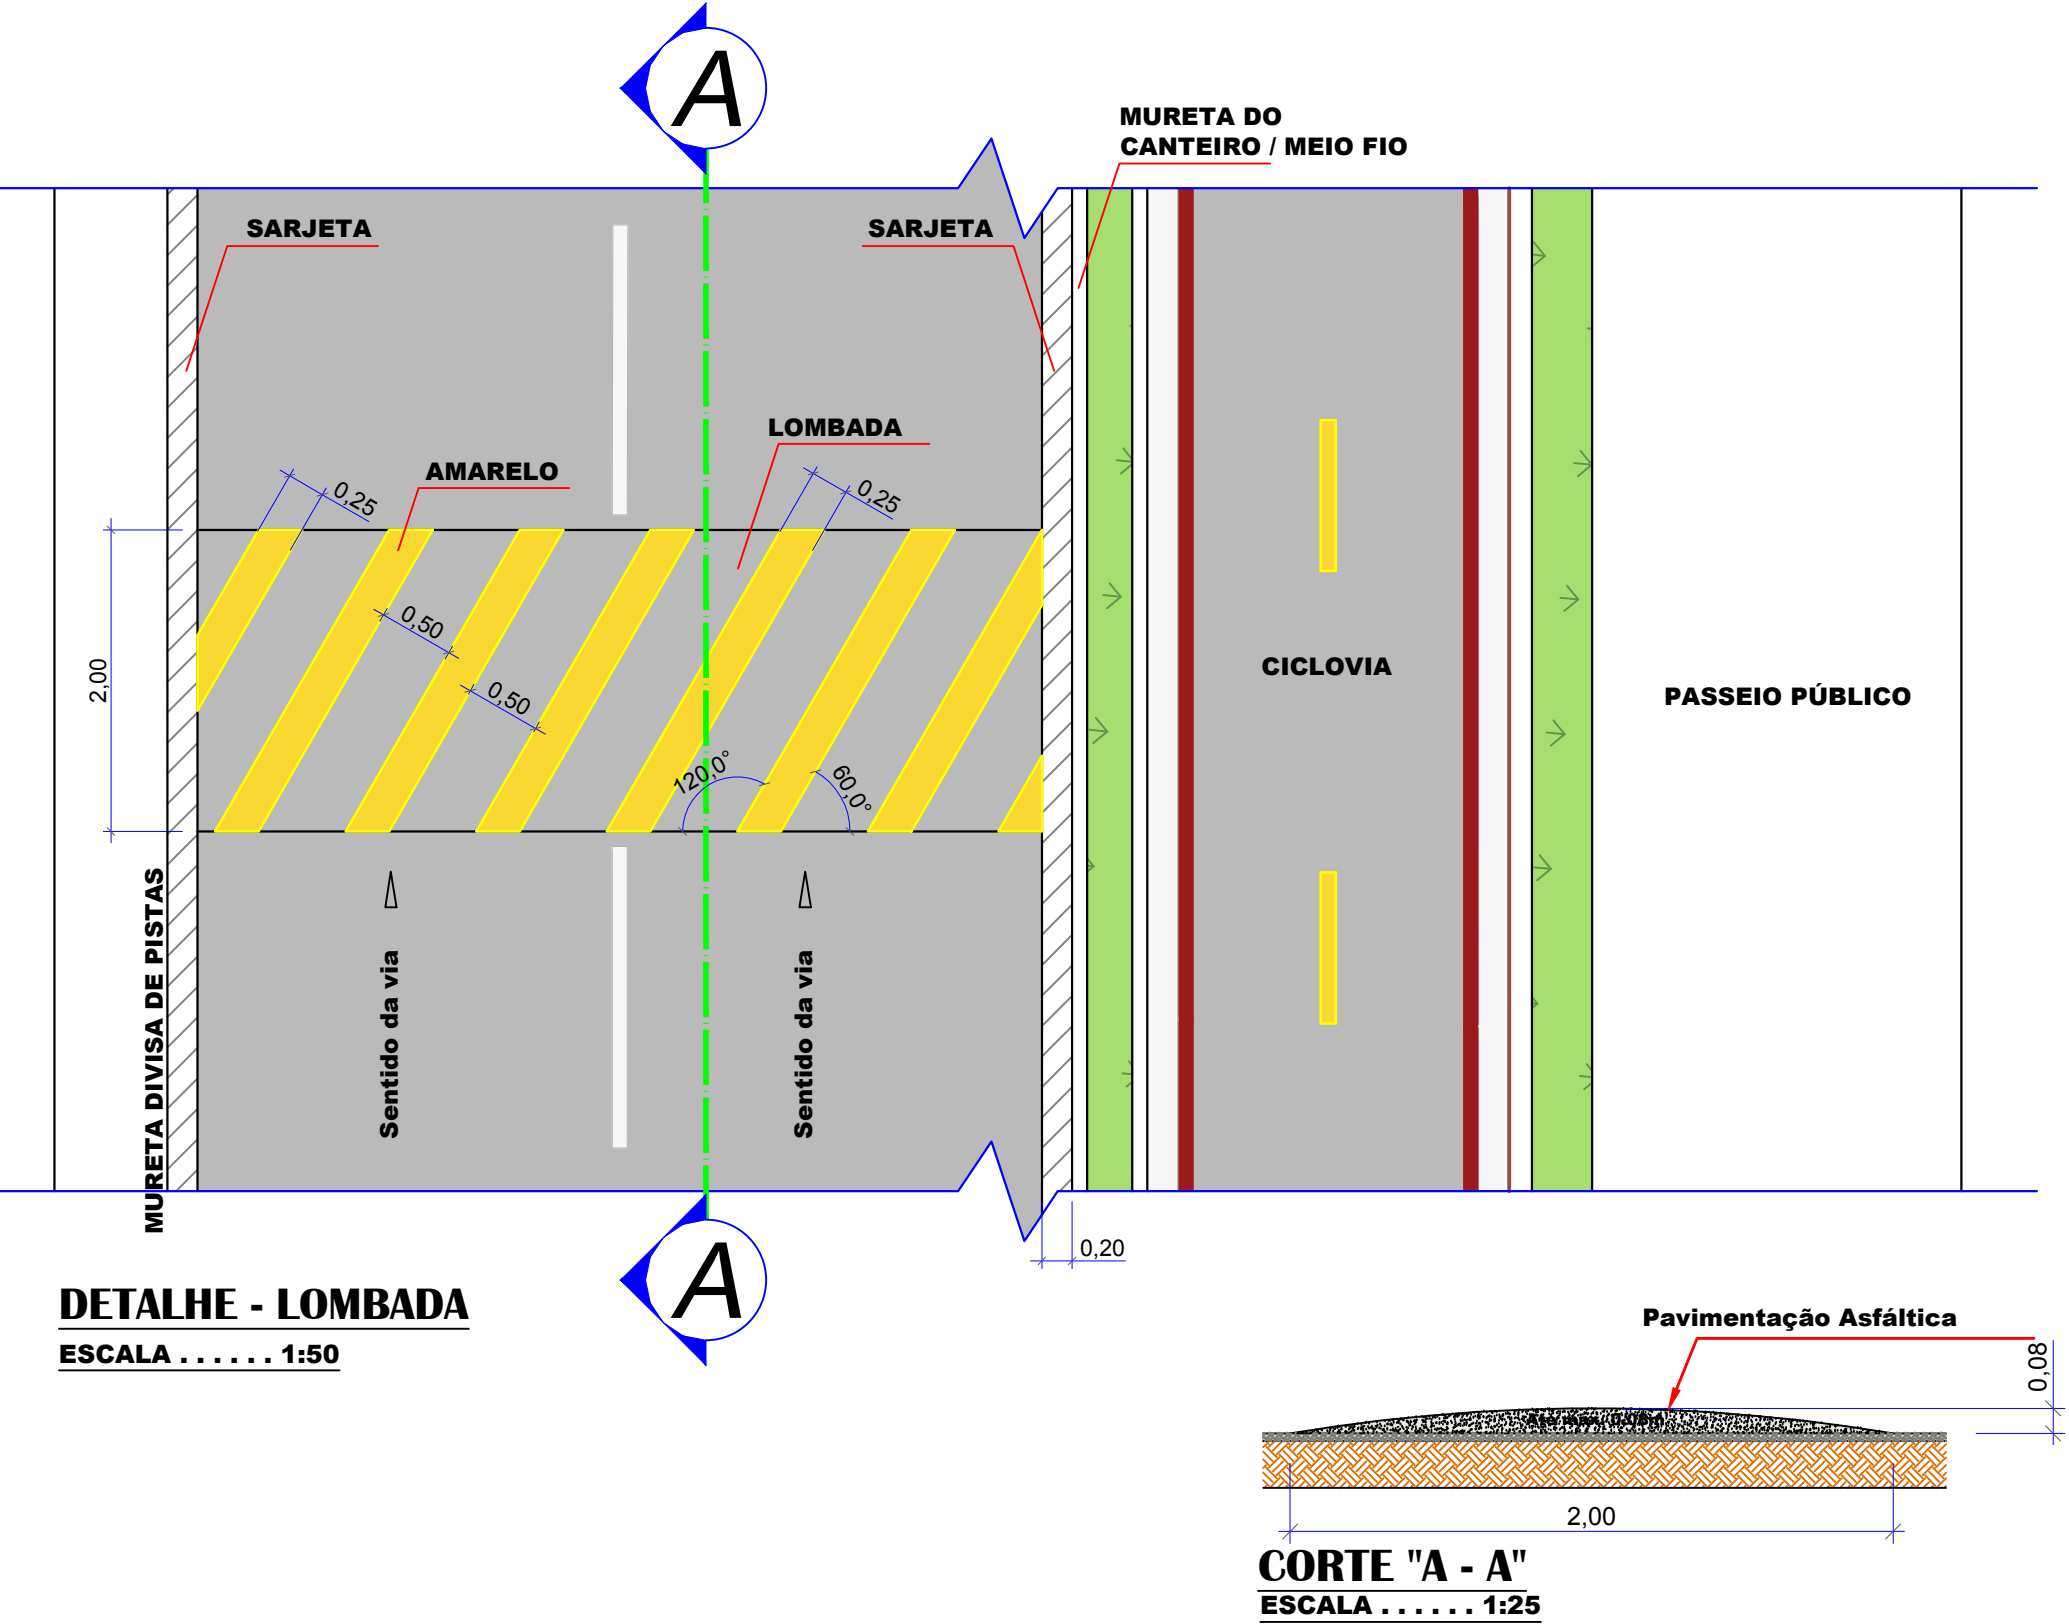 A
MURETA DO
CANTEIRO / MEIO FIO
SARJETA
SARJETA
LOMBADA
AMARELO
0,25
0,25
0,50
0,50
2,00
120,0°
60,0°
CICLOVIA
PASSEIO PÚBLICO
MURETA DIVISA DE PISTAS
Sentido da via
Sentido da via
0,20
A
DETALHE - LOMBADA
ESCALA . . . . . . 1:50
Pavimentação Asfáltica
0,08
2,00
CORTE "A - A"
ESCALA . . . . . . 1:25